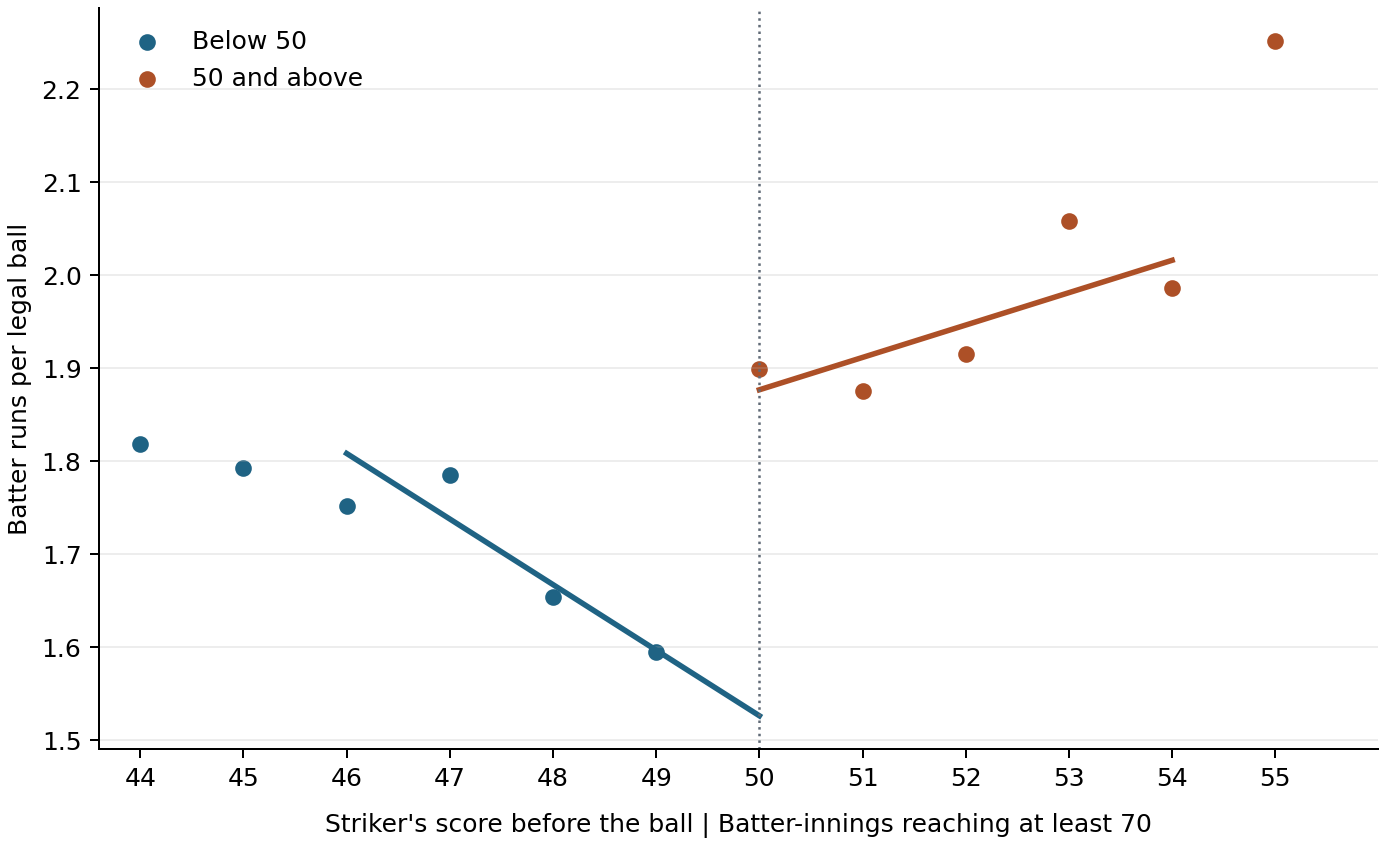 Below 50
50 and above
Batter runs per legal ball
2.2
2.1
2.0
1.9
1.8
1.7
1.6
1.5
44 45 46 47 48 49 50 51 52 53 54 55
Striker's score before the ball | Batter-innings reaching at least 70